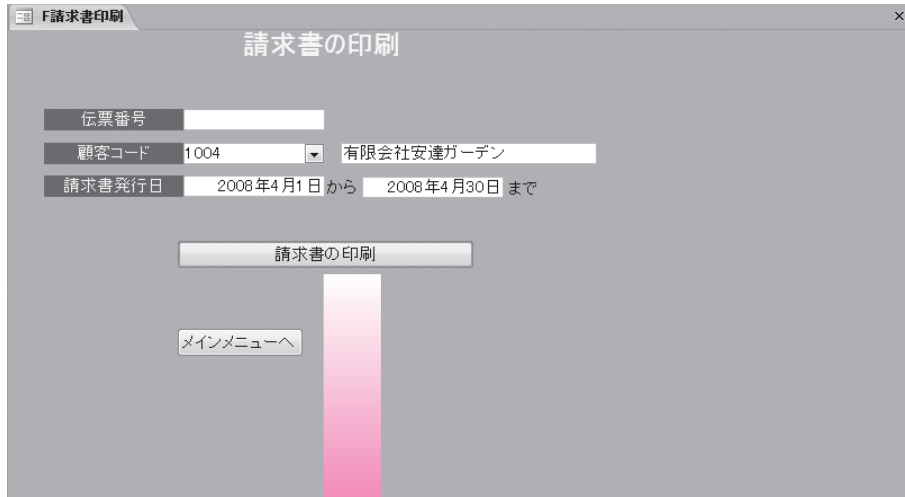 F請求書印刷
請求書の印刷
伝票番号
顧客コード 1004 有限会社安達ガーデン
請求書発行日 2008年4月1日 から 2008年4月30日 まで
請求書の印刷
メインメニューへ